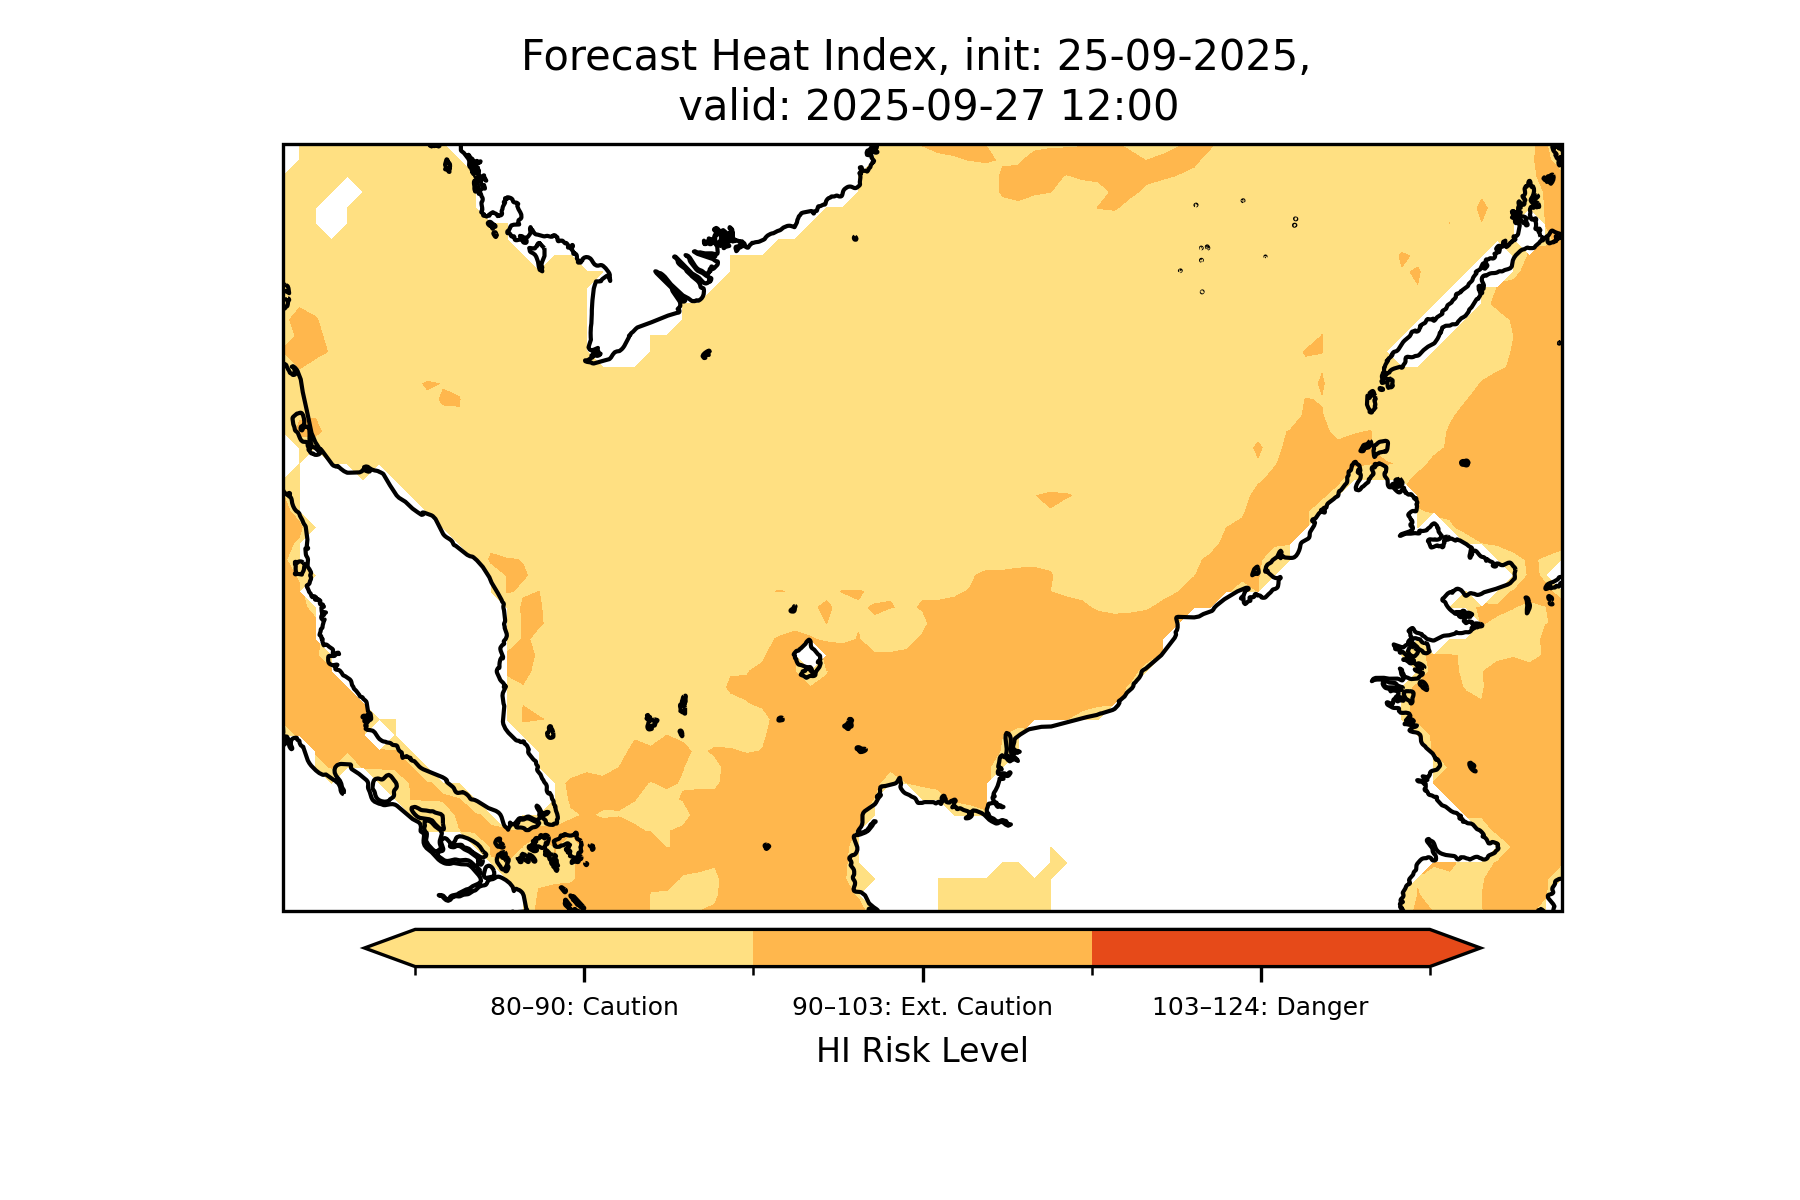 Forecast Heat Index, init: 25-09-2025,
valid: 2025-09-27 12:00
80–90: Caution
90–103: Ext. Caution
103–124: Danger
HI Risk Level